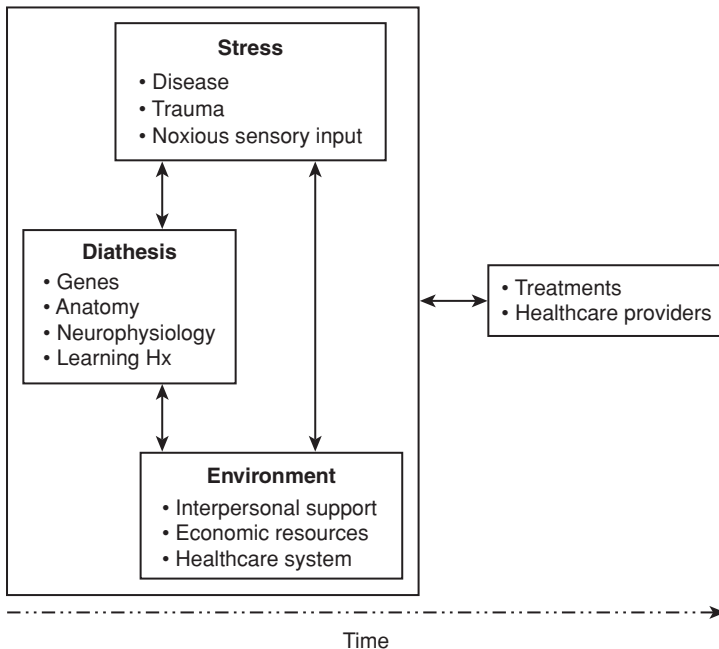 Stress
• Disease
• Trauma
• Noxious sensory input
Diathesis
• Genes
• Anatomy
• Neurophysiology
• Learning Hx
• Treatments
• Healthcare providers
Environment
• Interpersonal support
• Economic resources
• Healthcare system
Time